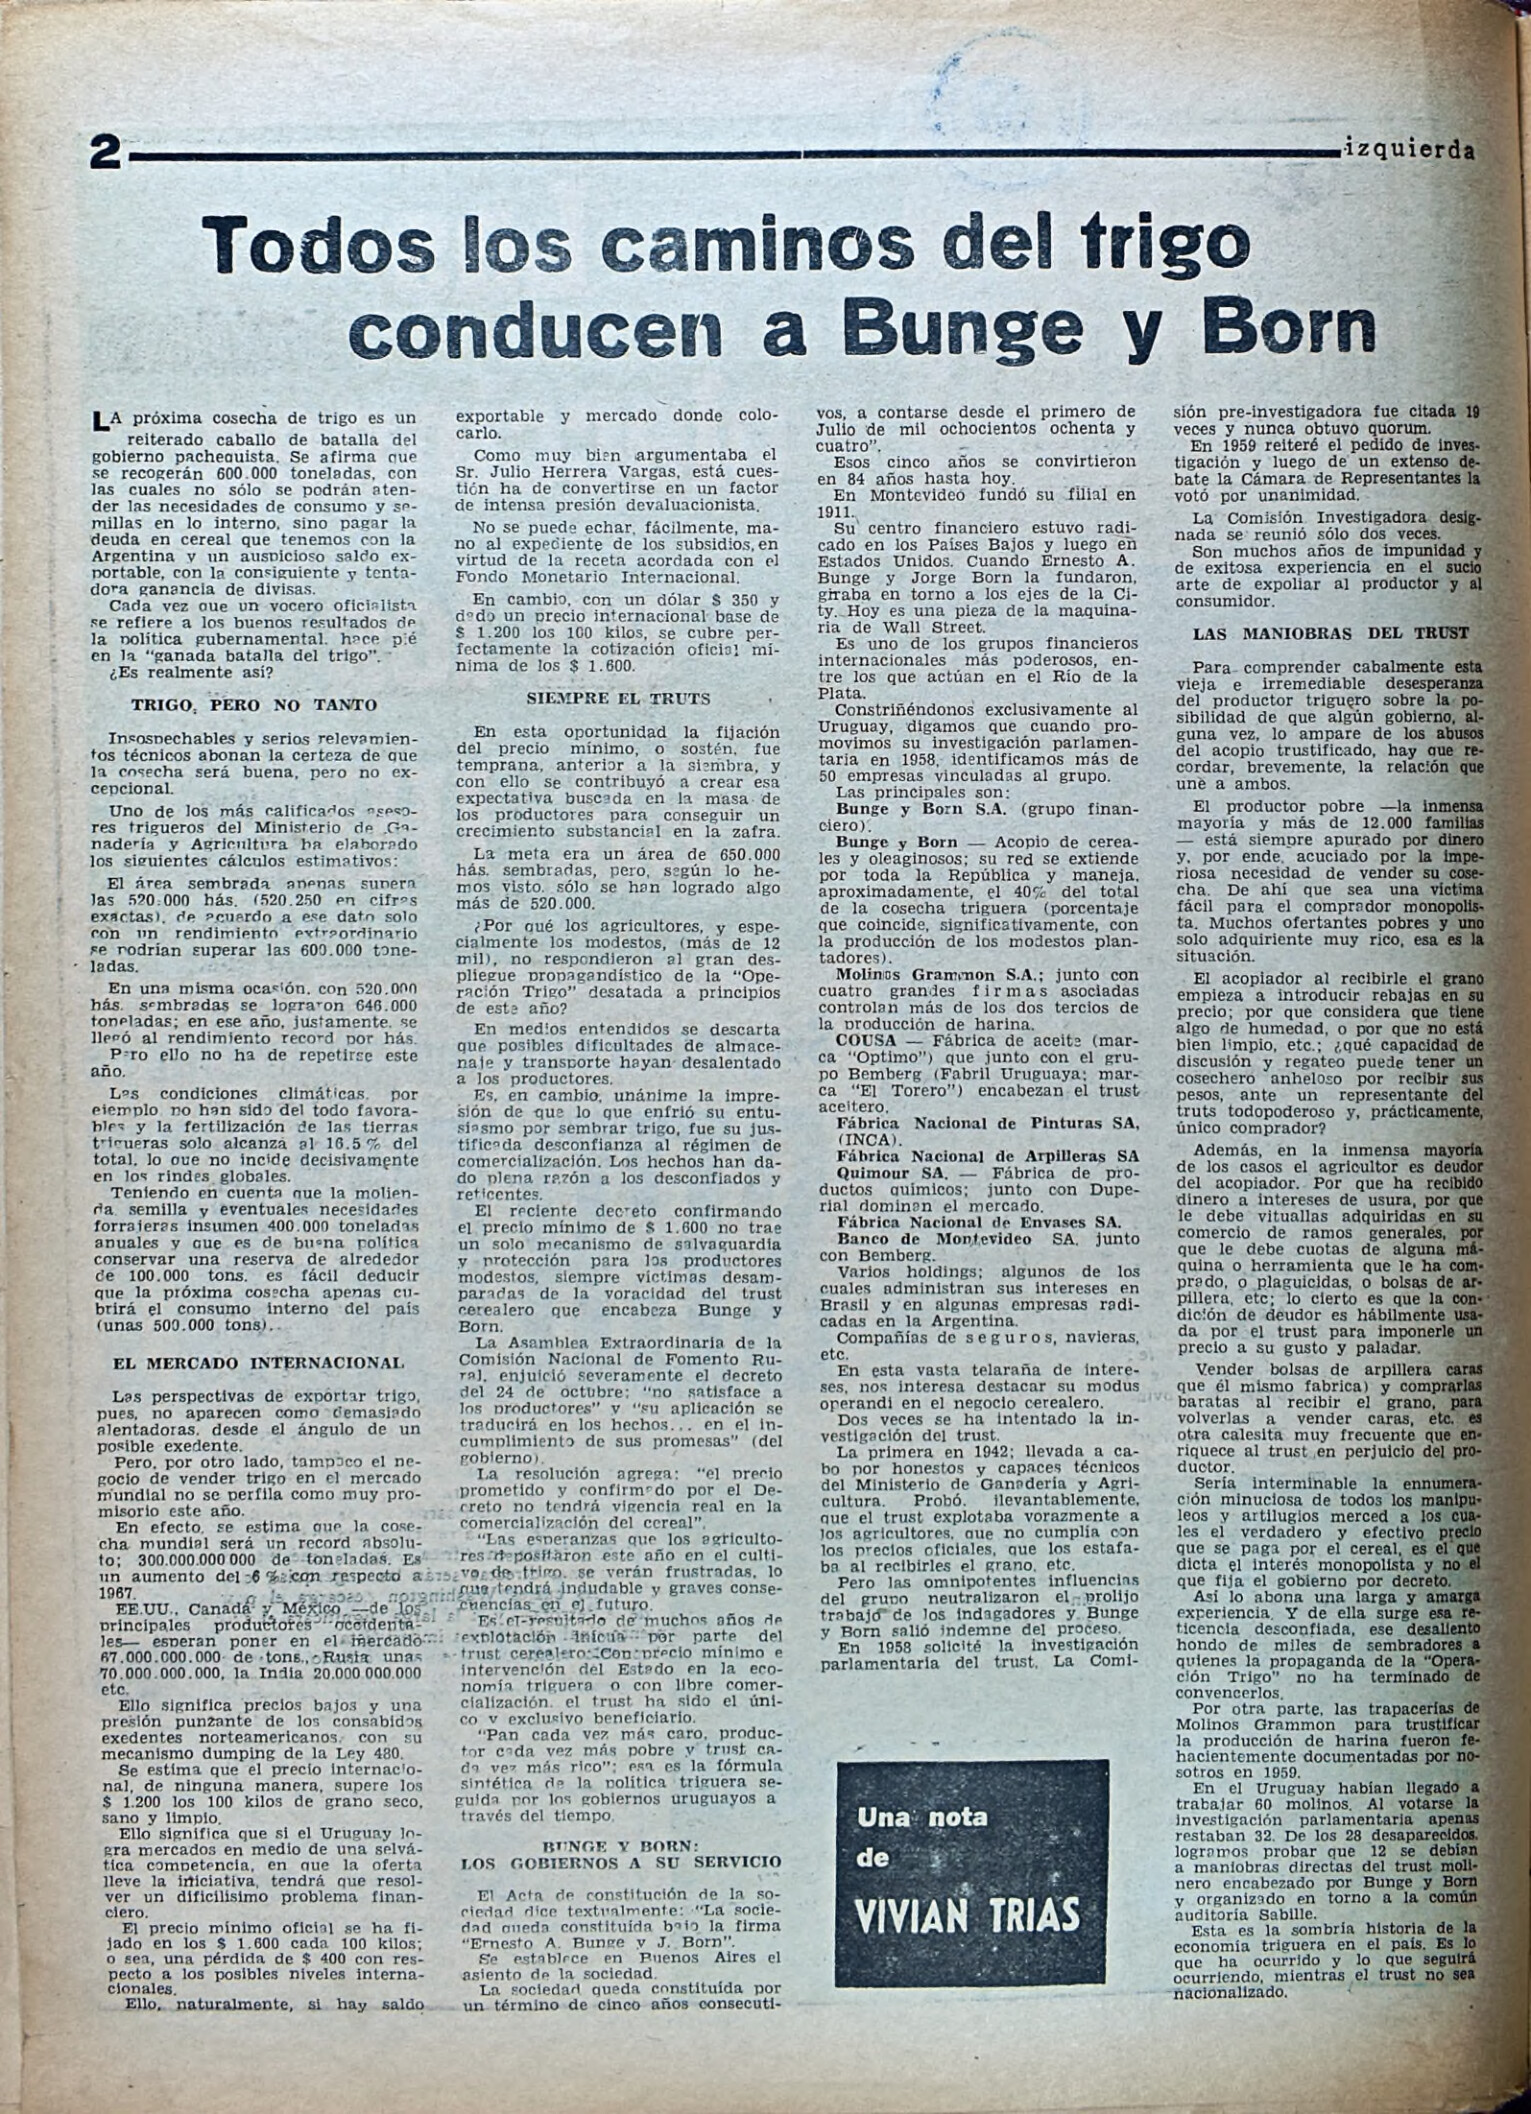 2
izquierda
Todos los caminos del trigo
conducen a Bunge y Born
LA próxima cosecha de trigo es un
reiterado caballo de batalla del
gobierno pachequista. Se afirma que
se recogerán 600.000 toneladas, con
las cuales no sólo se podrán aten-
der las necesidades de consumo y se-
millas en lo interno, sino pagar la
deuda en cereal que tenemos con la
Argentina y un auspicioso saldo ex-
portable, con la consiguiente y tenta-
dora ganancia de divisas.
Cada vez que un vocero oficialista
se refiere a los buenos resultados de
la política gubernamental, hace pié
en la "ganada batalla del trigo".
¿Es realmente así?
TRIGO, PERO NO TANTO
Insospechables y serios relevamien-
tos técnicos abonan la certeza de que
la cosecha será buena, pero no ex-
cepcional.
Uno de los más calificados aseso-
res trigueros del Ministerio de Ga-
nadería y Agricultura ha elaborado
los siguientes cálculos estimativos:
El área sembrada apenas supera
las 520.000 hás. (520.250 en cifras
exactas), de acuerdo a ese dato solo
con un rendimiento extraordinario
se podrían superar las 600.000 tone-
ladas.
En una misma ocasión, con 520.000
hás. sembradas se lograron 646.000
toneladas; en ese año, justamente, se
llegó al rendimiento record por hás.
Pero ello no ha de repetirse este
año.
Las condiciones climáticas, por
ejemplo no han sido del todo favora-
bles y la fertilización de las tierras
trigueras solo alcanza al 16.5 % del
total, lo que no incide decisivamente
en los rindes globales.
Teniendo en cuenta que la molien-
da, semilla y eventuales necesidades
forrajeras insumen 400.000 toneladas
anuales y que es de buena política
conservar una reserva de alrededor
de 100.000 tons. es fácil deducir
que la próxima cosecha apenas cu-
brirá el consumo interno del país
(unas 500.000 tons).
EL MERCADO INTERNACIONAL
Las perspectivas de exportar trigo,
pues, no aparecen como demasiado
alentadoras, desde el ángulo de un
posible exedente.
Pero, por otro lado, tampoco el ne-
gocio de vender trigo en el mercado
mundial no se perfila como muy pro-
misorio este año.
En efecto, se estima que la cose-
cha mundial será un record absolu-
to; 300.000.000.000 de toneladas. Es
un aumento del 6 % con respecto a
1967.
EE.UU., Canadá y México —de los
principales productores occidenta-
les— esperan poner en el mercado
67.000.000.000 de tons., Rusia unas
70.000.000.000, la India 20.000.000.000
etc.
Ello significa precios bajos y una
presión punzante de los consabidos
exedentes norteamericanos, con su
mecanismo dumping de la Ley 480.
Se estima que el precio internacio-
nal, de ninguna manera, supere los
$ 1.200 los 100 kilos de grano seco,
sano y limpio.
Ello significa que si el Uruguay lo-
gra mercados en medio de una selvá-
tica competencia, en que la oferta
lleve la iniciativa, tendrá que resol-
ver un dificilísimo problema finan-
ciero.
El precio mínimo oficial se ha fi-
jado en los $ 1.600 cada 100 kilos;
o sea, una pérdida de $ 400 con res-
pecto a los posibles niveles interna-
cionales.
Ello, naturalmente, si hay saldo
exportable y mercado donde colo-
carlo.
Como muy bien argumentaba el
Sr. Julio Herrera Vargas, está cues-
tión ha de convertirse en un factor
de intensa presión devaluacionista.
No se puede echar, fácilmente, ma-
no al expediente de los subsidios, en
virtud de la receta acordada con el
Fondo Monetario Internacional.
En cambio, con un dólar $ 350 y
dado un precio internacional base de
$ 1.200 los 100 kilos, se cubre per-
fectamente la cotización oficial mí-
nima de los $ 1.600.
SIEMPRE EL TRUTS
En esta oportunidad la fijación
del precio mínimo, o sostén, fue
temprana, anterior a la siembra, y
con ello se contribuyó a crear esa
expectativa buscada en la masa de
los productores para conseguir un
crecimiento substancial en la zafra.
La meta era un área de 650.000
hás. sembradas, pero, según lo he-
mos visto, sólo se han logrado algo
más de 520.000.
¿Por qué los agricultores, y espe-
cialmente los modestos, (más de 12
mil), no respondieron al gran des-
pliegue propagandístico de la "Ope-
ración Trigo" desatada a principios
de este año?
En medios entendidos se descarta
que posibles dificultades de almace-
naje y transporte hayan desalentado
a los productores.
Es, en cambio, unánime la impre-
sión de que lo que enfrió su entu-
siasmo por sembrar trigo, fue su jus-
tificada desconfianza al régimen de
comercialización. Los hechos han da-
do plena razón a los desconfiados y
reticentes.
El reciente decreto confirmando
el precio mínimo de $ 1.600 no trae
un solo mecanismo de salvaguardia
y protección para los productores
modestos, siempre víctimas desam-
paradas de la voracidad del trust
cerealero que encabeza Bunge y
Born.
La Asamblea Extraordinaria de la
Comisión Nacional de Fomento Ru-
ral, enjuició severamente el decreto
del 24 de octubre: "no satisface a
los productores" y "su aplicación se
traducirá en los hechos... en el in-
cumplimiento de sus promesas" (del
gobierno).
La resolución agrega: "el precio
prometido y confirmado por el De-
creto no tendrá vigencia real en la
comercialización del cereal".
"Las esperanzas que los agriculto-
res depositaron este año en el culti-
vo de trigo, se verán frustradas, lo
que tendrá indudable y graves conse-
cuencias en el futuro.
Es el resultado de muchos años de
explotación inicua por parte del
trust cerealero. Con precio mínimo e
intervención del Estado en la eco-
nomía triguera o con libre comer-
cialización, el trust ha sido el úni-
co y exclusivo beneficiario.
"Pan cada vez más caro, produc-
tor cada vez más pobre y trust ca-
da vez más rico"; esa es la fórmula
sintética de la política triguera se-
guida por los gobiernos uruguayos a
través del tiempo.
BUNGE Y BORN:
LOS GOBIERNOS A SU SERVICIO
El Acta de constitución de la so-
ciedad dice textualmente: "La socie-
dad queda constituída bajo la firma
"Ernesto A. Bunge y J. Born".
Se establece en Buenos Aires el
asiento de la sociedad.
La sociedad queda constituída por
un término de cinco años consecuti-
vos, a contarse desde el primero de
Julio de mil ochocientos ochenta y
cuatro".
Esos cinco años se convirtieron
en 84 años hasta hoy.
En Montevideo fundó su filial en
1911.
Su centro financiero estuvo radi-
cado en los Países Bajos y luego en
Estados Unidos. Cuando Ernesto A.
Bunge y Jorge Born la fundaron,
giraba en torno a los ejes de la Ci-
ty. Hoy es una pieza de la maquina-
ria de Wall Street.
Es uno de los grupos financieros
internacionales más poderosos, en-
tre los que actúan en el Río de la
Plata.
Constriñéndonos exclusivamente al
Uruguay, digamos que cuando pro-
movimos su investigación parlamen-
taria en 1958, identificamos más de
50 empresas vinculadas al grupo.
Las principales son:
Bunge y Born S.A. (grupo finan-
ciero).
Bunge y Born — Acopio de cerea-
les y oleaginosos; su red se extiende
por toda la República y maneja,
aproximadamente, el 40% del total
de la cosecha triguera (porcentaje
que coincide, significativamente, con
la producción de los modestos plan-
tadores).
Molinos Grammon S.A.; junto con
cuatro grandes firmas asociadas
controlan más de los dos tercios de
la producción de harina.
COUSA — Fábrica de aceite (mar-
ca "Optimo") que junto con el gru-
po Bemberg (Fabril Uruguaya; mar-
ca "El Torero") encabezan el trust
aceitero.
Fábrica Nacional de Pinturas SA,
(INCA).
Fábrica Nacional de Arpilleras SA
Quimour SA. — Fábrica de pro-
ductos químicos; junto con Dupe-
rial dominan el mercado.
Fábrica Nacional de Envases SA.
Banco de Montevideo SA. junto
con Bemberg.
Varios holdings; algunos de los
cuales administran sus intereses en
Brasil y en algunas empresas radi-
cadas en la Argentina.
Compañías de seguros, navieras,
etc.
En esta vasta telaraña de intere-
ses, nos interesa destacar su modus
operandi en el negocio cerealero.
Dos veces se ha intentado la in-
vestigación del trust.
La primera en 1942; llevada a ca-
bo por honestos y capaces técnicos
del Ministerio de Ganadería y Agri-
cultura. Probó, ilevantablemente,
que el trust explotaba vorazmente a
los agricultores, que no cumplía con
los precios oficiales, que los estafa-
ba al recibirles el grano, etc.
Pero las omnipotentes influencias
del grupo neutralizaron el prolijo
trabajo de los indagadores y Bunge
y Born salió indemne del proceso.
En 1958 solicité la investigación
parlamentaria del trust. La Comi-
Una nota
de
VIVIAN TRIAS
sión pre-investigadora fue citada 19
veces y nunca obtuvo quorum.
En 1959 reiteré el pedido de inves-
tigación y luego de un extenso de-
bate la Cámara de Representantes la
votó por unanimidad.
La Comisión Investigadora desig-
nada se reunió sólo dos veces.
Son muchos años de impunidad y
de exitosa experiencia en el sucio
arte de expoliar al productor y al
consumidor.
LAS MANIOBRAS DEL TRUST
Para comprender cabalmente esta
vieja e irremediable desesperanza
del productor triguero sobre la po-
sibilidad de que algún gobierno, al-
guna vez, lo ampare de los abusos
del acopio trustificado, hay que re-
cordar, brevemente, la relación que
une a ambos.
El productor pobre —la inmensa
mayoría y más de 12.000 familias
— está siempre apurado por dinero
y, por ende, acuciado por la impe-
riosa necesidad de vender su cose-
cha. De ahí que sea una víctima
fácil para el comprador monopolis-
ta. Muchos ofertantes pobres y uno
solo adquiriente muy rico, esa es la
situación.
El acopiador al recibirle el grano
empieza a introducir rebajas en su
precio; por que considera que tiene
algo de humedad, o por que no está
bien limpio, etc.; ¿qué capacidad de
discusión y regateo puede tener un
cosechero anheloso por recibir sus
pesos, ante un representante del
truts todopoderoso y, prácticamente,
único comprador?
Además, en la inmensa mayoría
de los casos el agricultor es deudor
del acopiador. Por que ha recibido
dinero a intereses de usura, por que
le debe vituallas adquiridas en su
comercio de ramos generales, por
que le debe cuotas de alguna má-
quina o herramienta que le ha com-
prado, o plaguicidas, o bolsas de ar-
pillera, etc; lo cierto es que la con-
dición de deudor es hábilmente usa-
da por el trust para imponerle un
precio a su gusto y paladar.
Vender bolsas de arpillera caras
que él mismo fabrica) y comprarlas
baratas al recibir el grano, para
volverlas a vender caras, etc. es
otra calesita muy frecuente que en-
riquece al trust en perjuicio del pro-
ductor.
Sería interminable la ennumera-
ción minuciosa de todos los manipu-
leos y artilugios merced a los cua-
les el verdadero y efectivo precio
que se paga por el cereal, es el que
dicta el interés monopolista y no el
que fija el gobierno por decreto.
Así lo abona una larga y amarga
experiencia. Y de ella surge esa re-
ticencia desconfiada, ese desaliento
hondo de miles de sembradores a
quienes la propaganda de la "Opera-
ción Trigo" no ha terminado de
convencerlos.
Por otra parte, las trapacerías de
Molinos Grammon para trustificar
la producción de harina fueron fe-
hacientemente documentadas por no-
sotros en 1959.
En el Uruguay habían llegado a
trabajar 60 molinos. Al votarse la
investigación parlamentaria apenas
restaban 32. De los 28 desaparecidos,
logramos probar que 12 se debían
a maniobras directas del trust moli-
nero encabezado por Bunge y Born
y organizado en torno a la común
auditoría Sabille.
Esta es la sombría historia de la
economía triguera en el país. Es lo
que ha ocurrido y lo que seguirá
ocurriendo, mientras el trust no sea
nacionalizado.